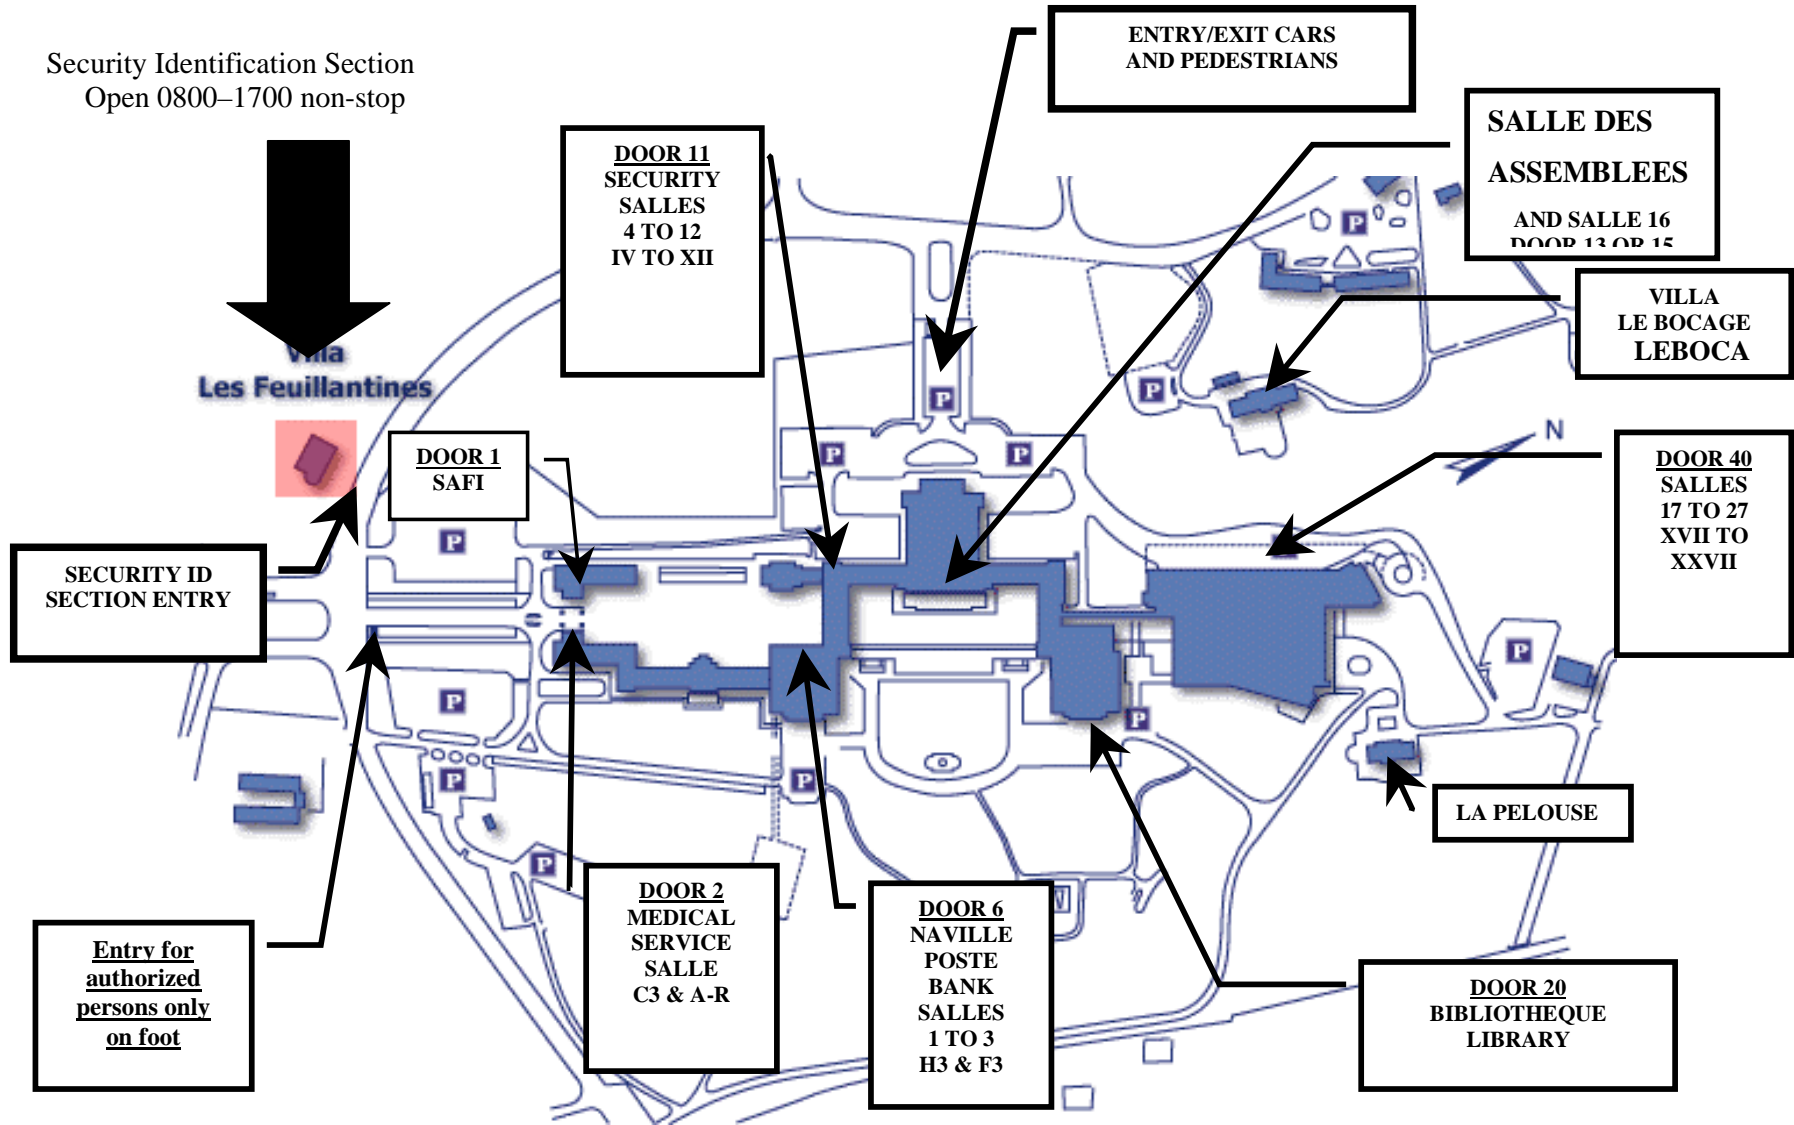 Security Identification Section
Open 0800–1700 non-stop
ENTRY/EXIT CARS
AND PEDESTRIANS
SALLE DES
ASSEMBLEES
AND SALLE 16
DOOR 13 OR 15
DOOR 11
SECURITY
SALLES
4 TO 12
IV TO XII
VILLA
LE BOCAGE
LEBOCA
Villa
Les Feuillantines
P
P
P
P
P
N
DOOR 1
SAFI
DOOR 40
SALLES
17 TO 27
XVII TO
XXVII
P
SECURITY ID
SECTION ENTRY
P
P
P
P
P
P
LA PELOUSE
DOOR 2
MEDICAL
SERVICE
SALLE
C3 & A-R
DOOR 6
NAVILLE
POSTE
BANK
SALLES
1 TO 3
H3 & F3
Entry for
authorized
persons only
on foot
DOOR 20
BIBLIOTHEQUE
LIBRARY